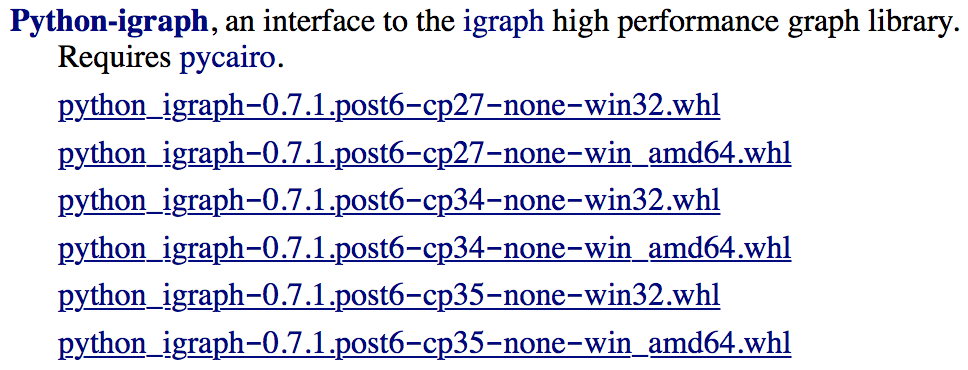 Python-igraph, an interface to the igraph high performance graph library.
Requires pycairo.
python_igraph-0.7.1.post6-cp27-none-win32.whl
python_igraph-0.7.1.post6-cp27-none-win_amd64.whl
python_igraph-0.7.1.post6-cp34-none-win32.whl
python_igraph-0.7.1.post6-cp34-none-win_amd64.whl
python_igraph-0.7.1.post6-cp35-none-win32.whl
python_igraph-0.7.1.post6-cp35-none-win_amd64.whl